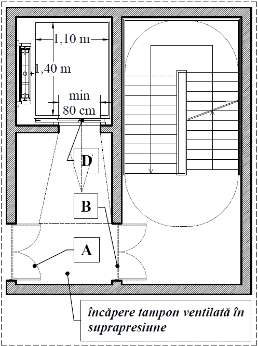 1,10 m
1,40 m
min
80 cm
D
B
A
încăpere tampon ventilată în
suprapresiune